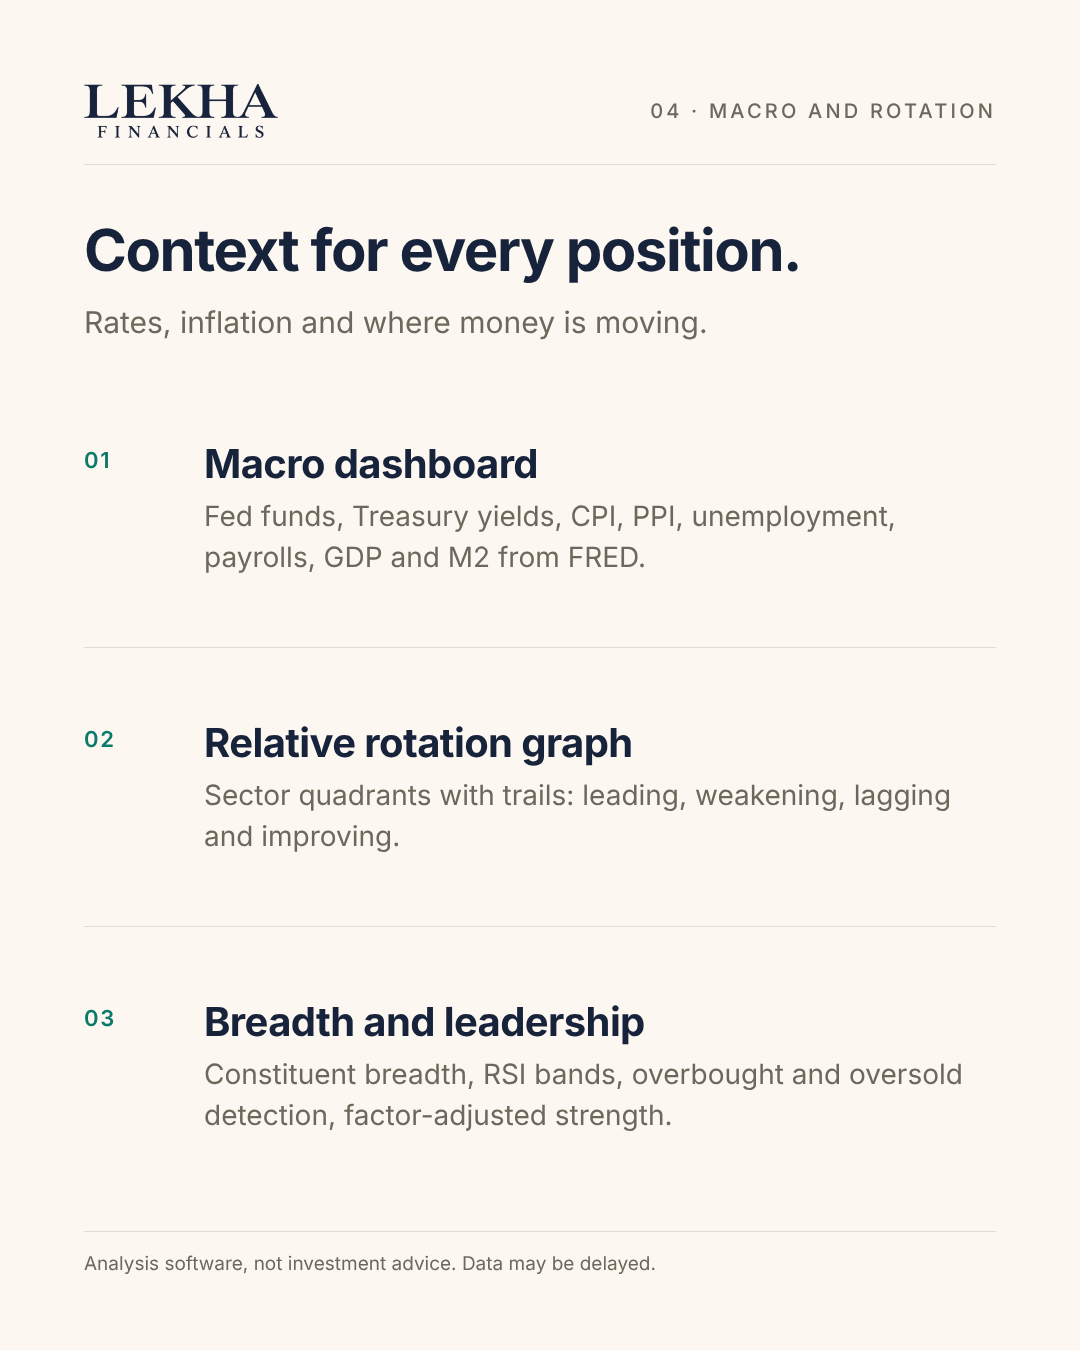 LEKHA
FINANCIALS
04 · MACRO AND ROTATION
Context for every position.
Rates, inflation and where money is moving.
01
Macro dashboard
Fed funds, Treasury yields, CPI, PPI, unemployment,
payrolls, GDP and M2 from FRED.
02
Relative rotation graph
Sector quadrants with trails: leading, weakening, lagging
and improving.
03
Breadth and leadership
Constituent breadth, RSI bands, overbought and oversold
detection, factor-adjusted strength.
Analysis software, not investment advice. Data may be delayed.